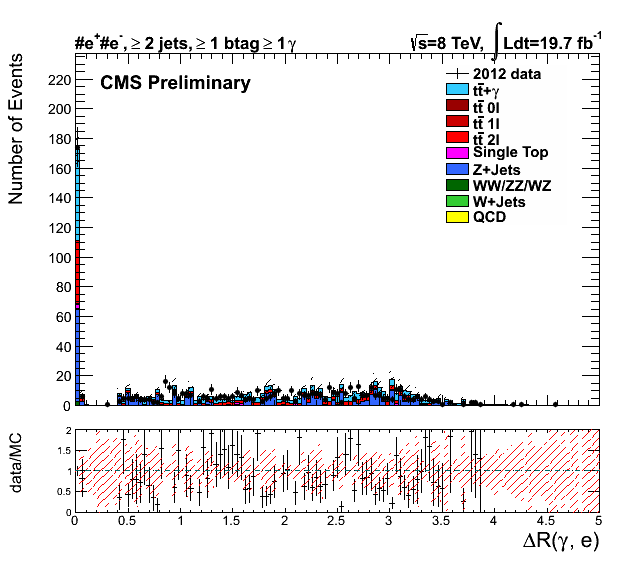 #e⁺#e⁻, ≥ 2 jets, ≥ 1 btag ≥ 1 γ
√s=8 TeV, ∫ Ldt=19.7 fb⁻¹
CMS Preliminary
2012 data
tt̄+γ
tt̄ 0l
tt̄ 1l
tt̄ 2l
Single Top
Z+Jets
WW/ZZ/WZ
W+Jets
QCD
Number of Events
220
200
180
160
140
120
100
80
60
40
20
0
data/MC
2
1.5
1
0.5
0
0 0.5 1 1.5 2 2.5 3 3.5 4 4.5 5
ΔR(γ, e)